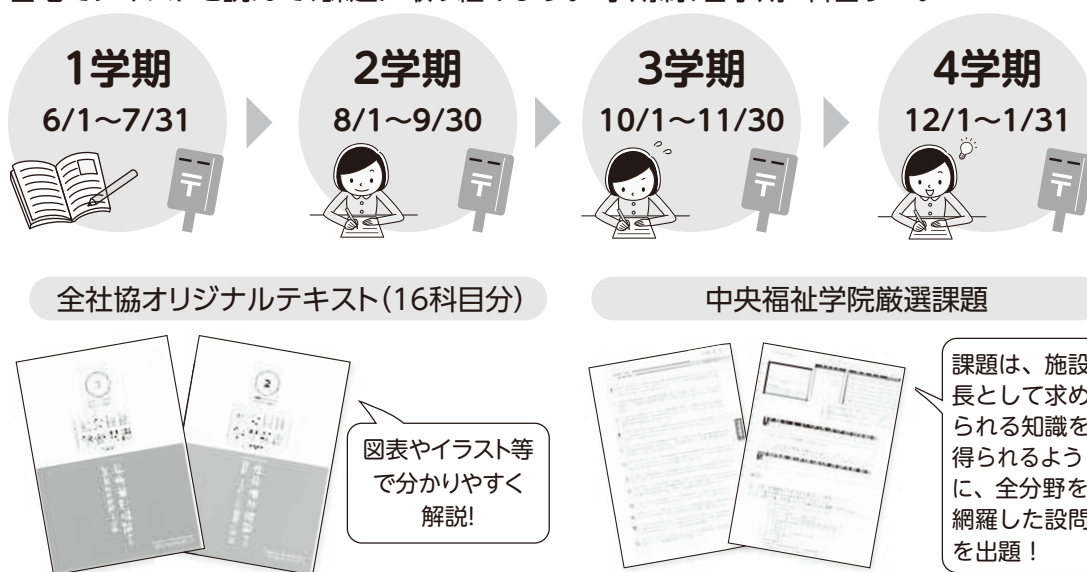 1学期
6/1～7/31
2学期
8/1～9/30
3学期
10/1～11/30
4学期
12/1～1/31
〒
〒
〒
〒
全社協オリジナルテキスト(16科目分)
1
2
図表やイラスト等
で分かりやすく
解説!
中央福祉学院厳選課題
課題は、施設
長として求め
られる知識を
得られるよう
に、全分野を
網羅した設問
を出題！